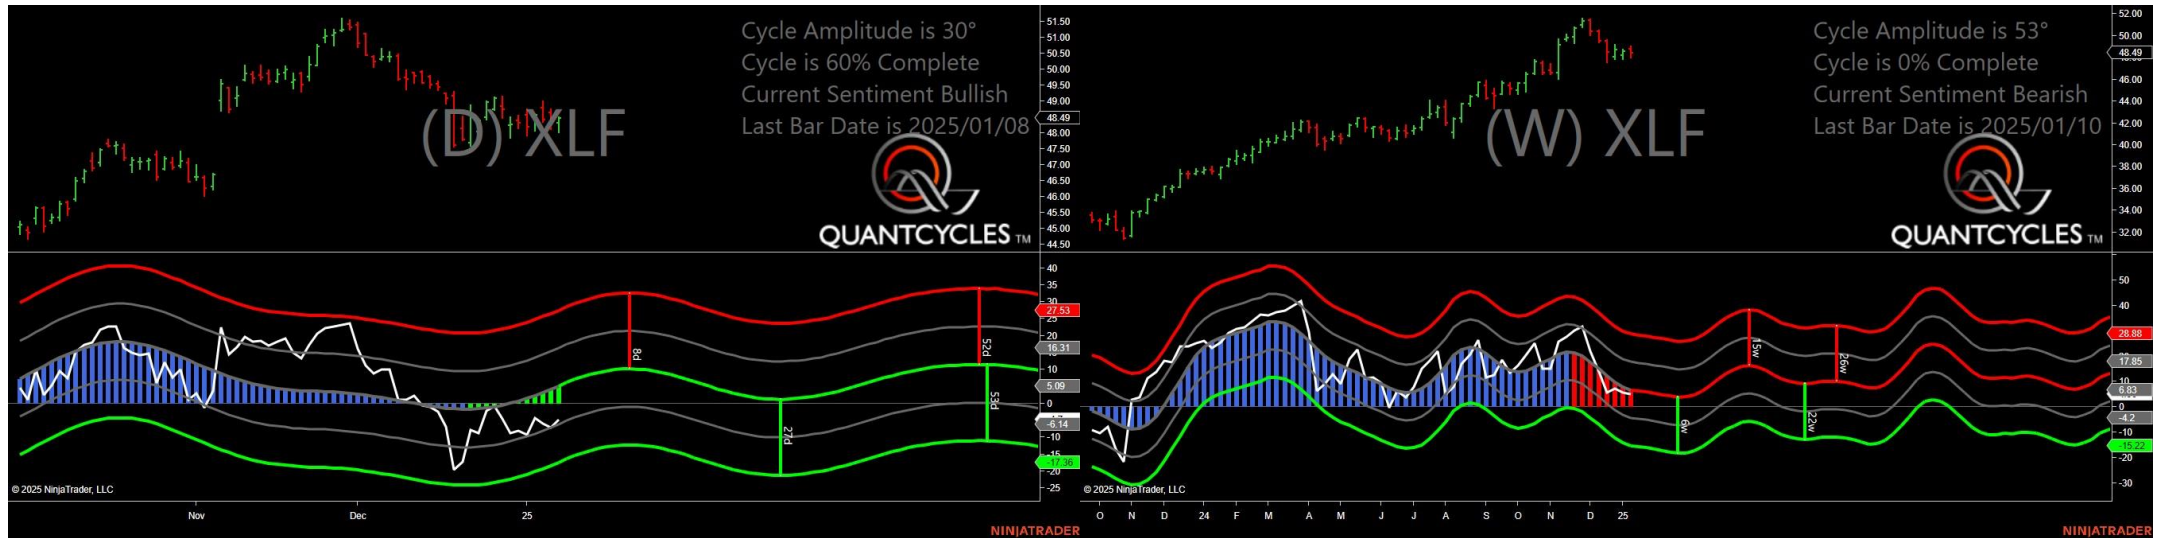 Cycle Amplitude is 30°
Cycle is 60% Complete
Current Sentiment Bullish
Last Bar Date is 2025/01/08
(D) XLF
QUANTCYCLES TM
51.50
51.00
50.50
50.00
49.50
49.00
48.49
48.00
47.50
47.00
46.50
46.00
45.50
45.00
44.50
40
35
30
27.53
25
20
16.31
15
10
5.09
0
-6.14
-10
-15
-17.36
-20
-25
8d
27d
52d
53d
© 2025 NinjaTrader, LLC
Nov
Dec
25
NINJATRADER
Cycle Amplitude is 53°
Cycle is 0% Complete
Current Sentiment Bearish
Last Bar Date is 2025/01/10
(W) XLF
QUANTCYCLES TM
52.00
50.00
48.49
46.00
44.00
42.00
40.00
38.00
36.00
34.00
32.00
50
40
28.88
17.85
10
6.83
0
-4.2
-10
-15.22
-20
-30
15w
26w
6w
22w
© 2025 NinjaTrader, LLC
O N D 24 F M A M J J A S O N D 25
NINJATRADER